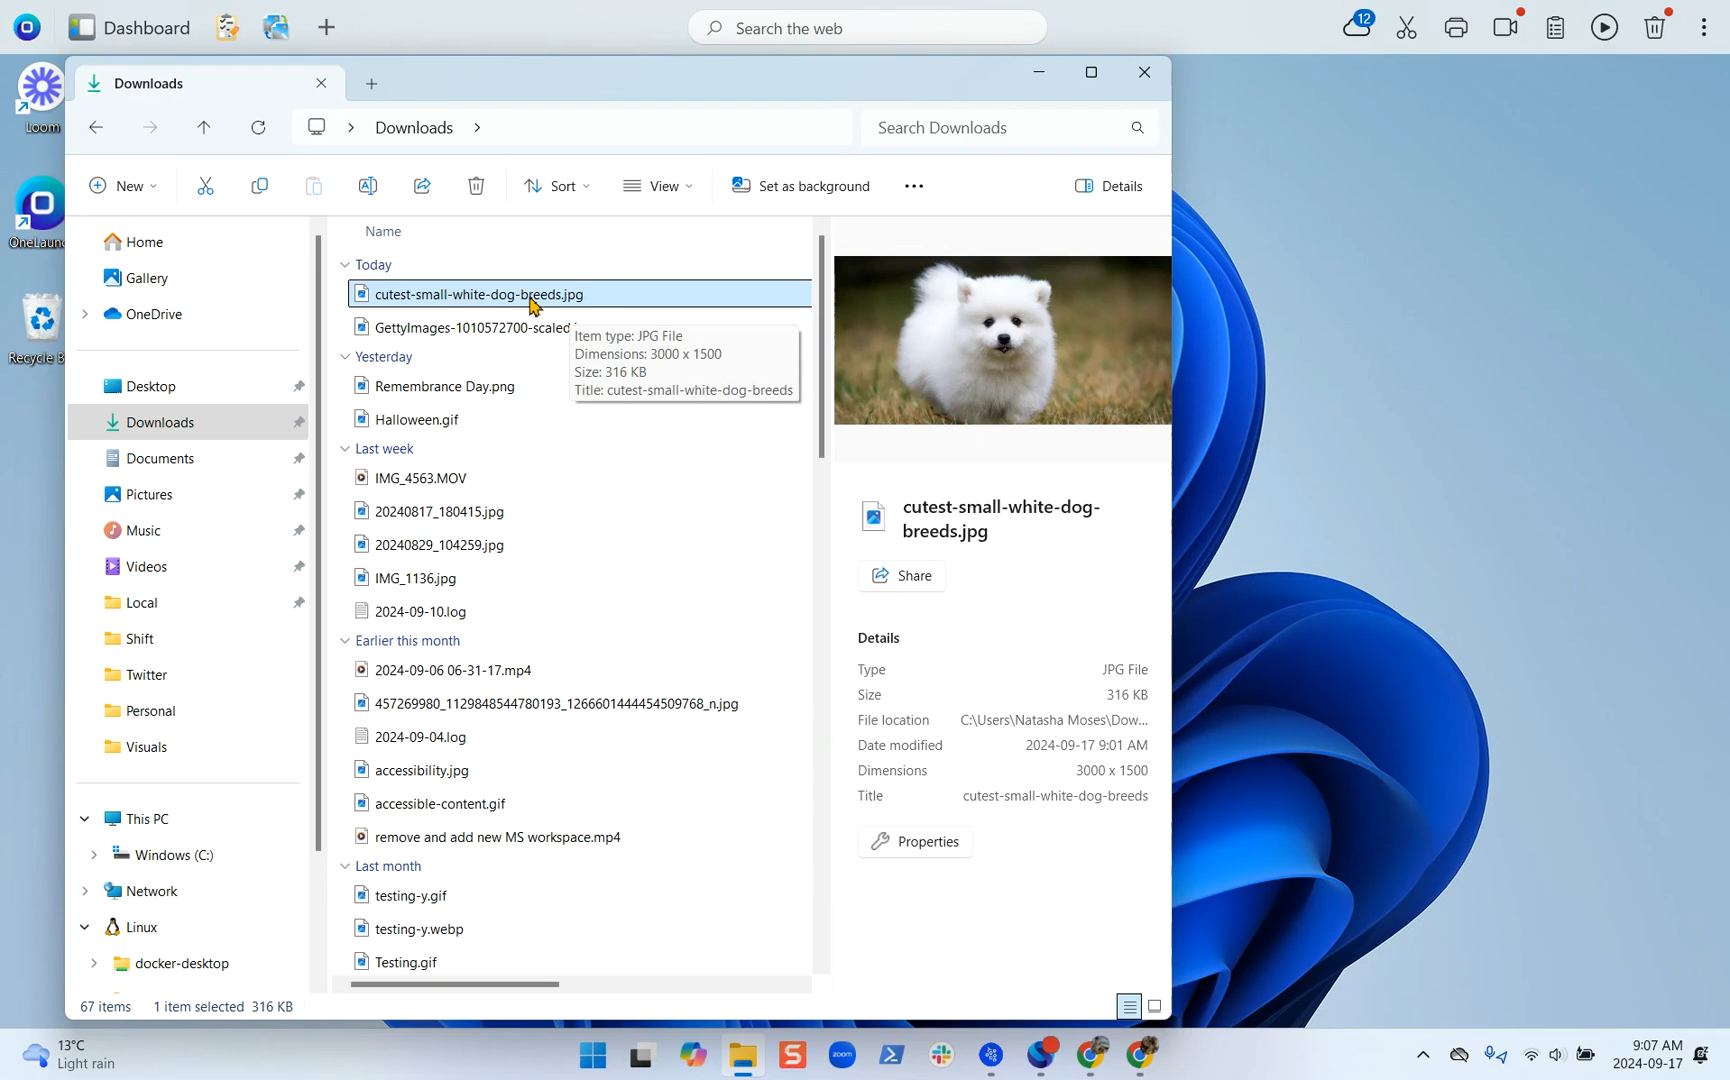 Dashboard
Search the web
12
Loom
OneLaunc
Recycle B
Downloads
Downloads
Search Downloads
New
Sort
View
Set as background
Details
Home
Gallery
OneDrive
Desktop
Downloads
Documents
Pictures
Music
Videos
Local
Shift
Twitter
Personal
Visuals
This PC
Windows (C:)
Network
Linux
docker-desktop
Name
Today
cutest-small-white-dog-breeds.jpg
GettyImages-1010572700-scaled
Item type: JPG File
Dimensions: 3000 x 1500
Size: 316 KB
Title: cutest-small-white-dog-breeds
Yesterday
Remembrance Day.png
Halloween.gif
Last week
IMG_4563.MOV
20240817_180415.jpg
20240829_104259.jpg
IMG_1136.jpg
2024-09-10.log
Earlier this month
2024-09-06 06-31-17.mp4
457269980_1129848544780193_1266601444454509768_n.jpg
2024-09-04.log
accessibility.jpg
accessible-content.gif
remove and add new MS workspace.mp4
Last month
testing-y.gif
testing-y.webp
Testing.gif
cutest-small-white-dog-
breeds.jpg
Share
Details
Type JPG File
Size 316 KB
File location C:\Users\Natasha Moses\Dow...
Date modified 2024-09-17 9:01 AM
Dimensions 3000 x 1500
Title cutest-small-white-dog-breeds
Properties
67 items 1 item selected 316 KB
13°C
Light rain
zoom
9:07 AM
2024-09-17